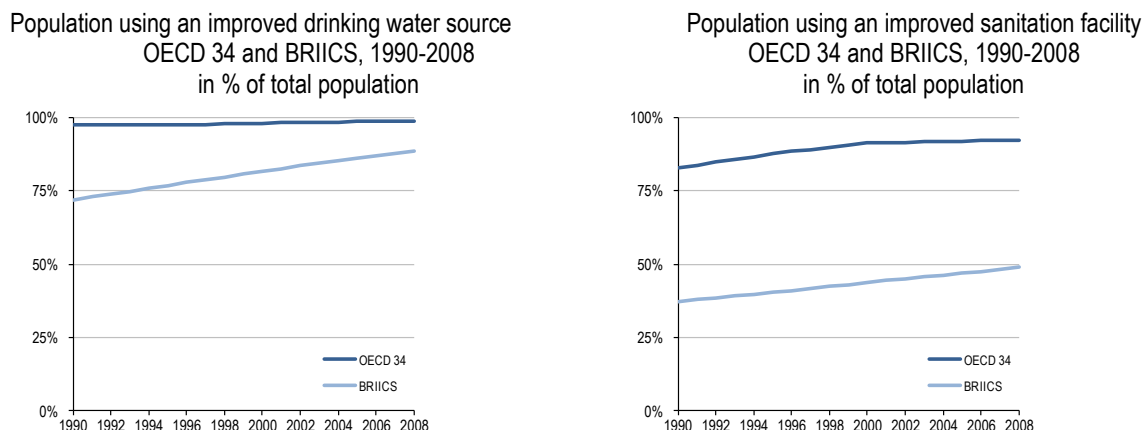 Population using an improved drinking water source
OECD 34 and BRIICS, 1990-2008
in % of total population
100%
75%
50%
25%
0%
OECD 34
BRIICS
1990 1992 1994 1996 1998 2000 2002 2004 2006 2008
Population using an improved sanitation facility
OECD 34 and BRIICS, 1990-2008
in % of total population
100%
75%
50%
25%
0%
OECD 34
BRIICS
1990 1992 1994 1996 1998 2000 2002 2004 2006 2008